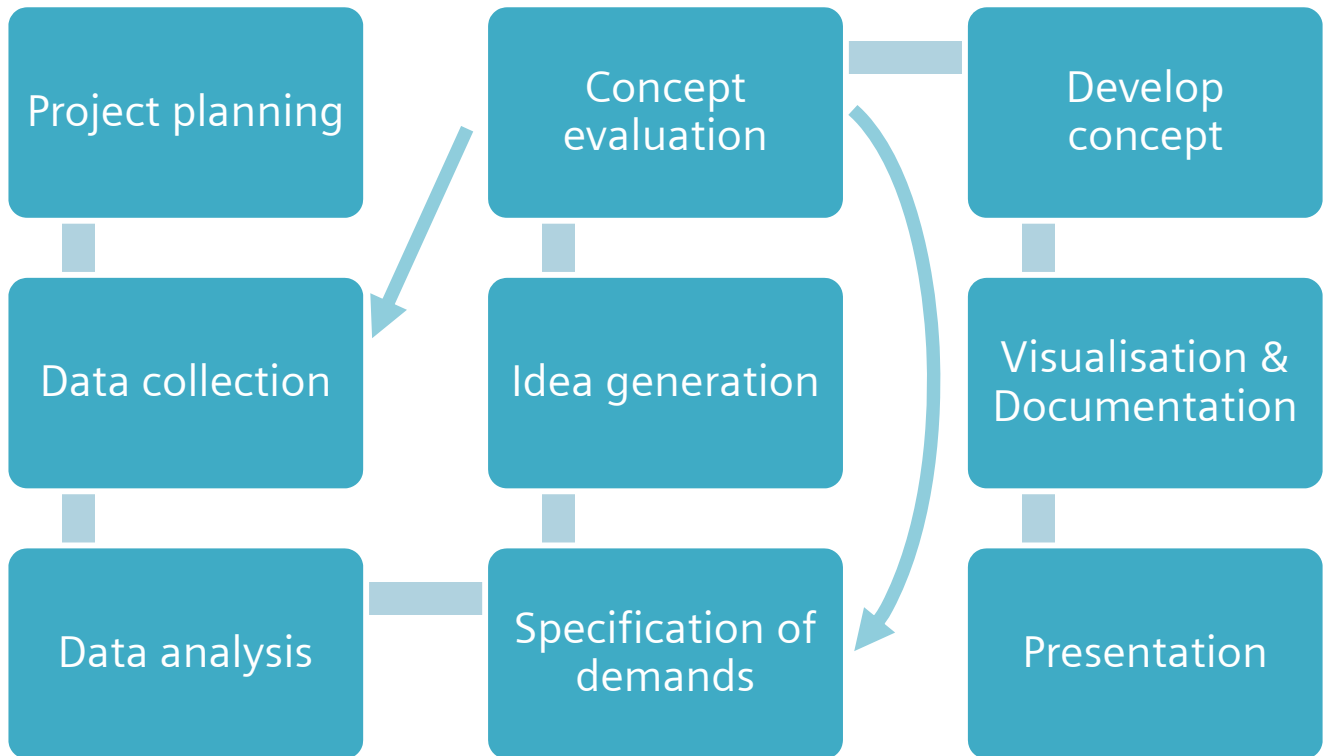 Project planning
Data collection
Data analysis
Specification of
demands
Idea generation
Concept
evaluation
Develop
concept
Visualisation &
Documentation
Presentation